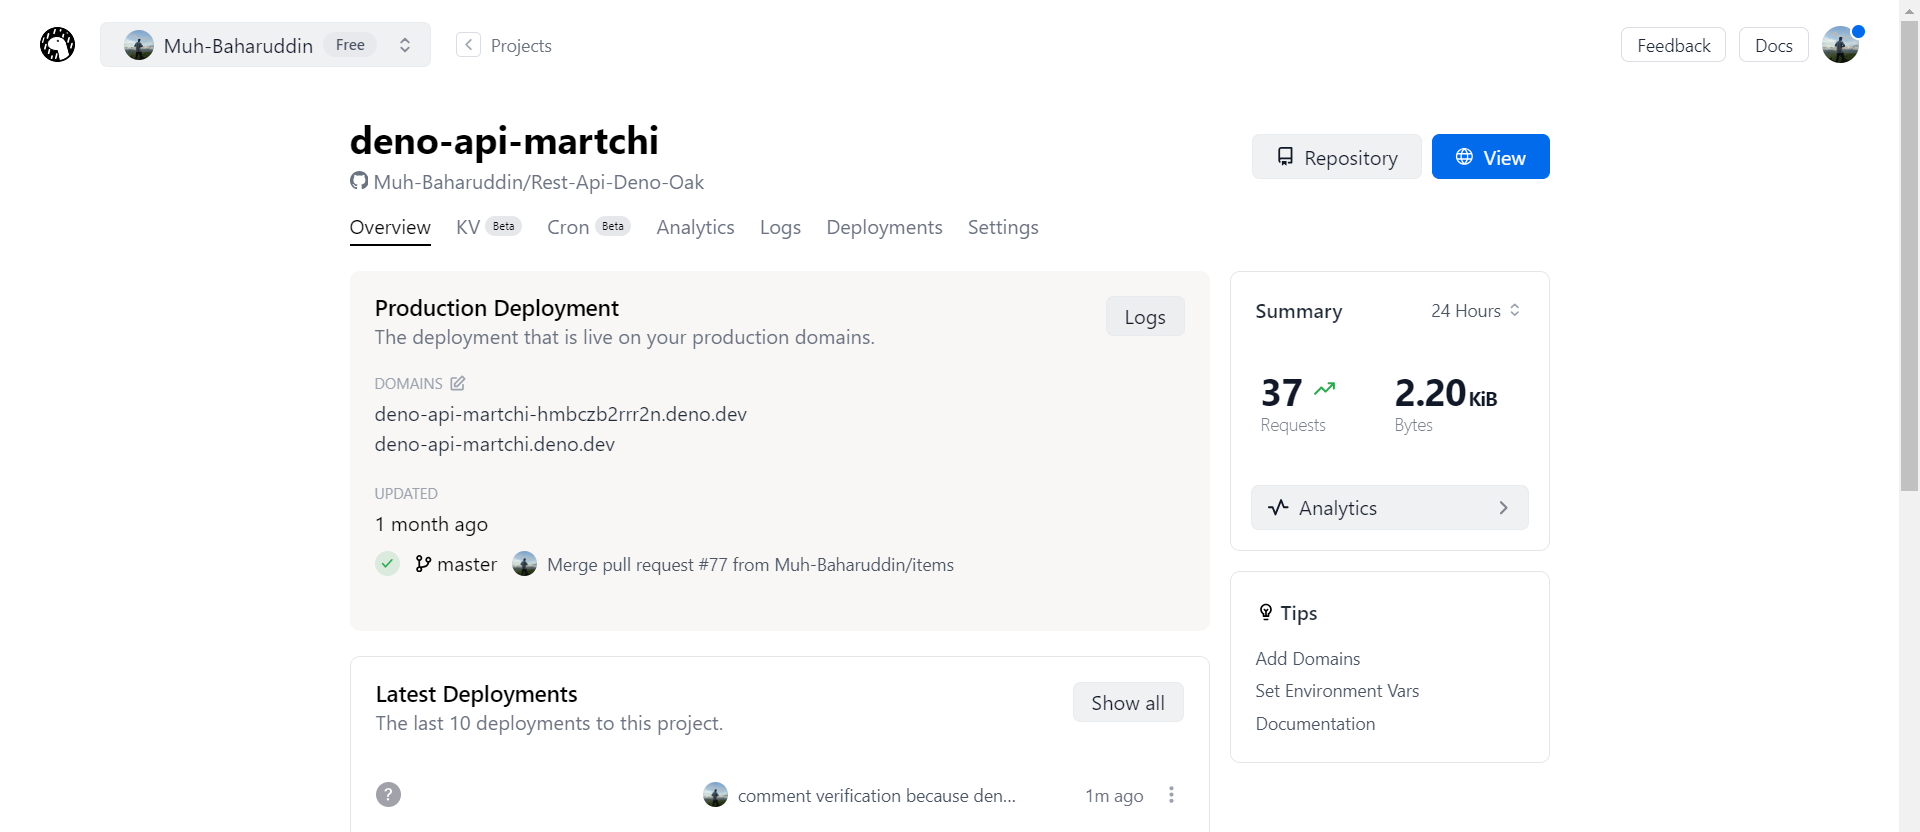 Muh-Baharuddin Free
Projects
Feedback
Docs
deno-api-martchi
Muh-Baharuddin/Rest-Api-Deno-Oak
Repository
View
Overview KV Beta Cron Beta Analytics Logs Deployments Settings
Production Deployment
The deployment that is live on your production domains.
Logs
DOMAINS
deno-api-martchi-hmbczb2rrr2n.deno.dev
deno-api-martchi.deno.dev
UPDATED
1 month ago
master Merge pull request #77 from Muh-Baharuddin/items
Summary 24 Hours
37 2.20 KiB
Requests Bytes
Analytics
Tips
Add Domains
Set Environment Vars
Documentation
Latest Deployments
The last 10 deployments to this project.
Show all
? comment verification because den... 1m ago